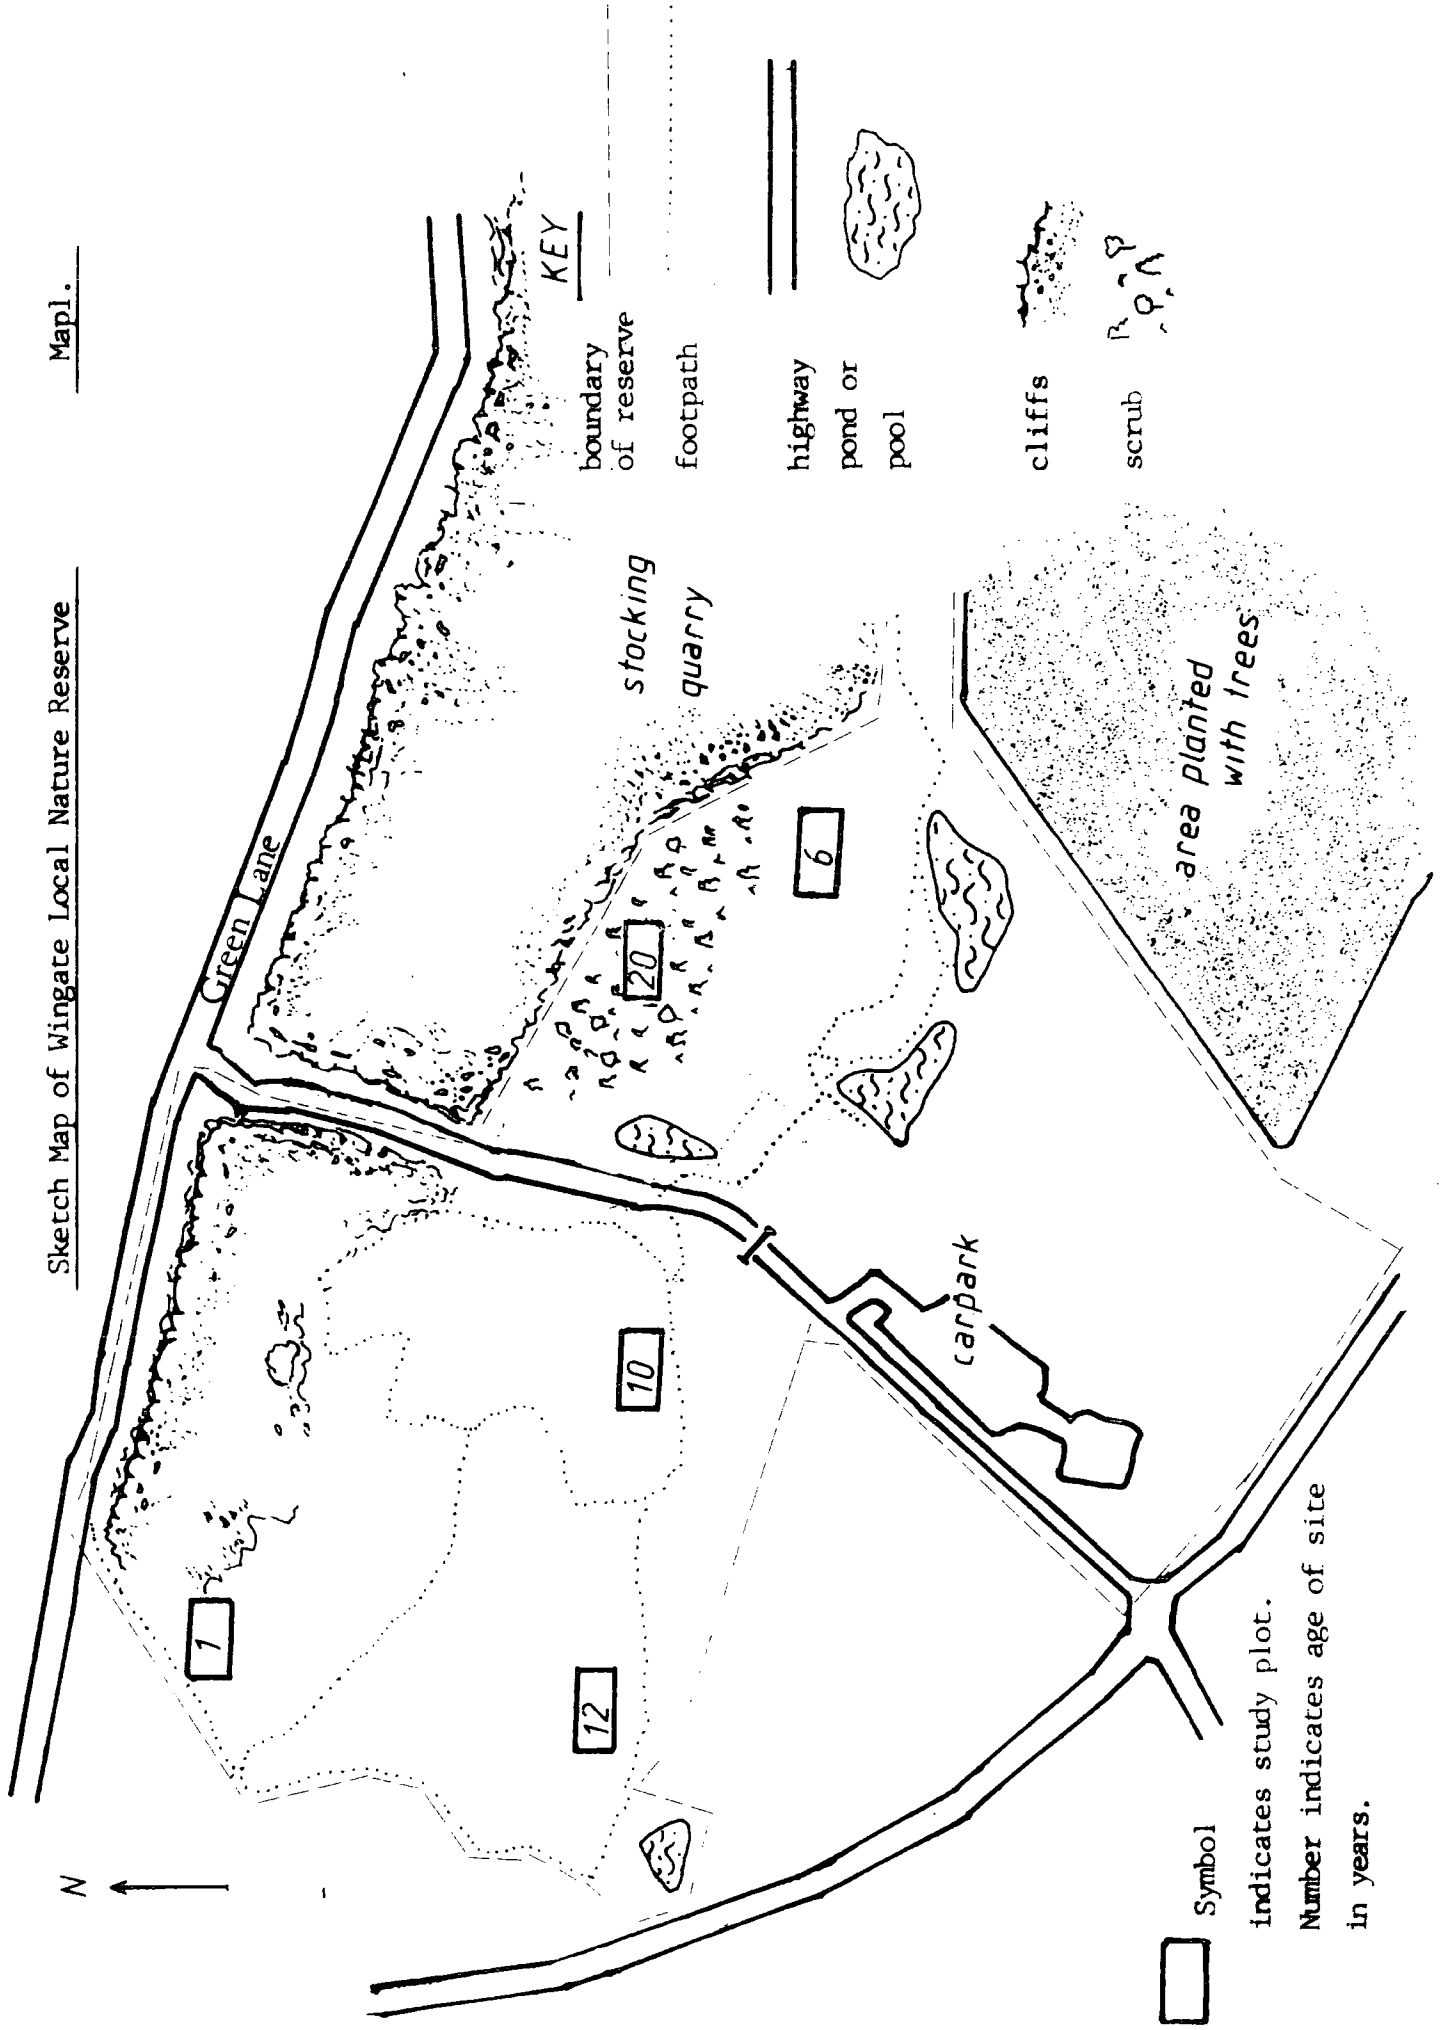 Sketch Map of Wingate Local Nature Reserve
Map1.
N
Green Lane
1
12
10
20
6
stocking
quarry
carpark
area planted
with trees
KEY
boundary
of reserve
footpath
highway
pond or
pool
cliffs
scrub
Symbol
indicates study plot.
Number indicates age of site
in years.